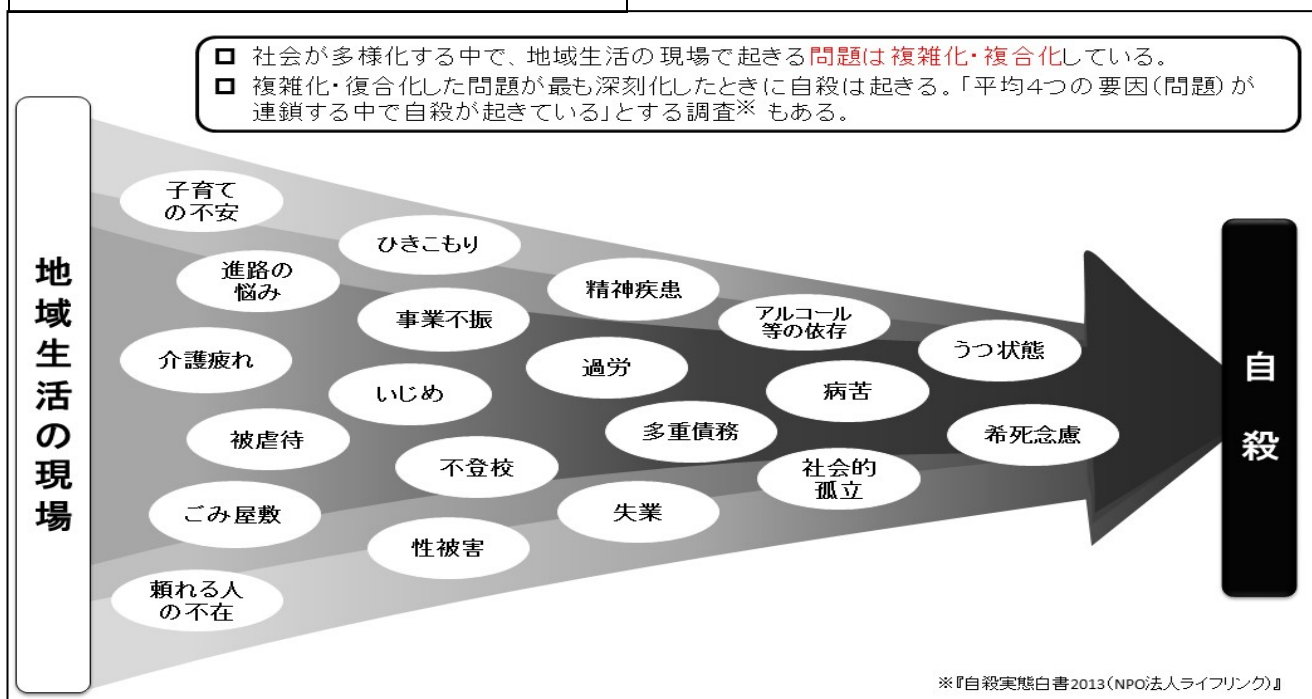 □ 社会が多様化する中で、地域生活の現場で起きる問題は複雑化・複合化している。
□ 複雑化・復合化した問題が最も深刻化したときに自殺は起きる。「平均4つの要因(問題)が
連鎖する中で自殺が起きている」とする調査※ もある。
地域生活の現場
子育て
の不安
ひきこもり
進路の
悩み
精神疾患
事業不振
アルコール
等の依存
うつ状態
介護疲れ
過労
いじめ
病苦
被虐待
多重債務
希死念慮
不登校
社会的
孤立
ごみ屋敷
失業
性被害
頼れる人
の不在
自殺
※『自殺実態白書2013(NPO法人ライフリンク)』